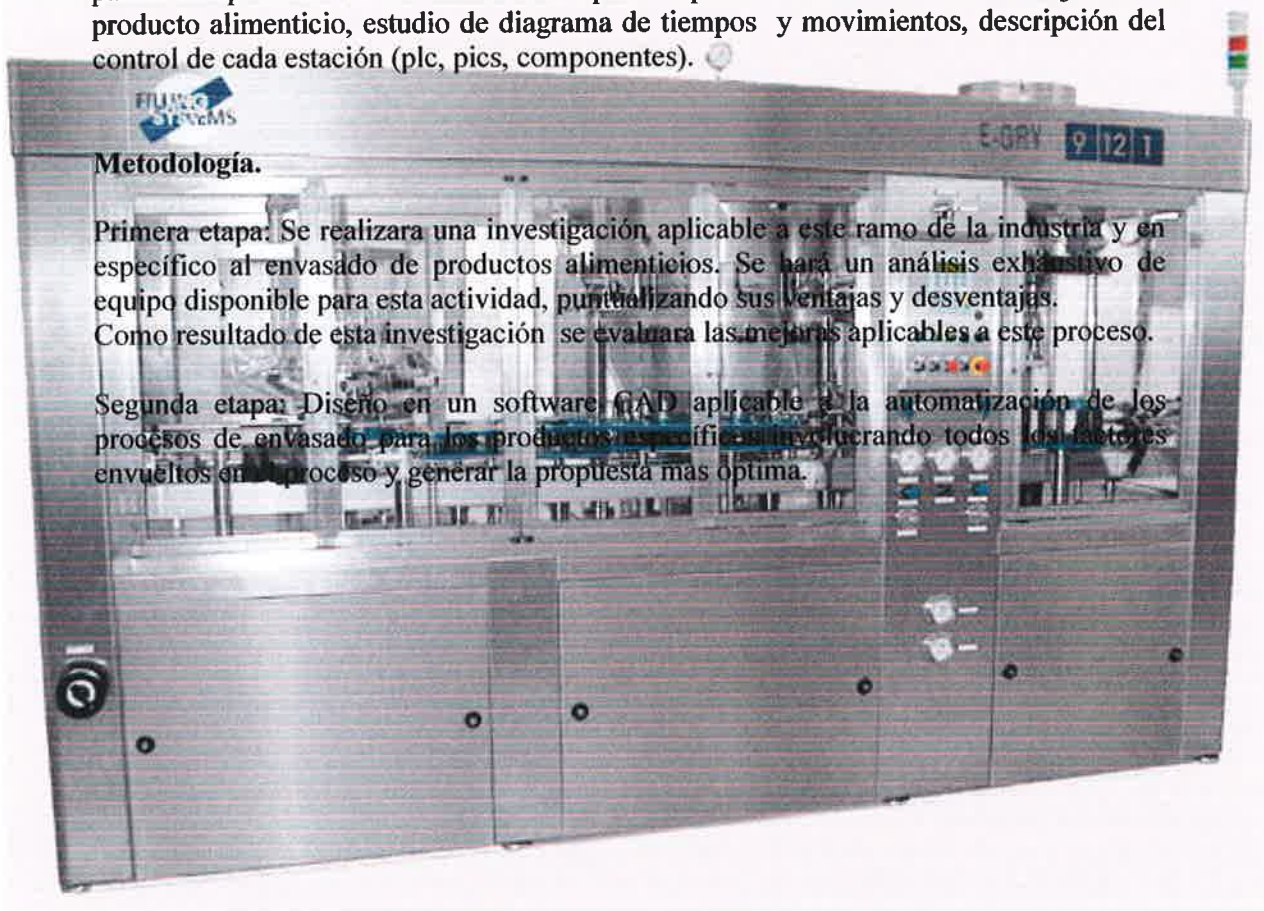 producto alimenticio, estudio de diagrama de tiempos y movimientos, descripción del
control de cada estación (plc, pics, componentes).
FILLING
SYSTEMS
E-GRV 9 12 1
Metodología.
Primera etapa: Se realizara una investigación aplicable a este ramo de la industria y en
específico al envasado de productos alimenticios. Se hará un análisis exhaustivo de
equipo disponible para esta actividad, puntualizando sus ventajas y desventajas.
Como resultado de esta investigación se evaluara las mejoras aplicables a este proceso.
Segunda etapa: Diseño en un software CAD aplicable a la automatización de los
procesos de envasado para los productos específicos involucrando todos los factores
envueltos en el proceso y generar la propuesta mas optima.